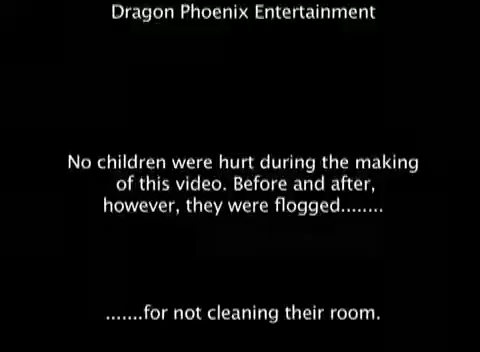 Dragon Phoenix Entertainment
No children were hurt during the making
of this video. Before and after,
however, they were flogged........
.......for not cleaning their room.